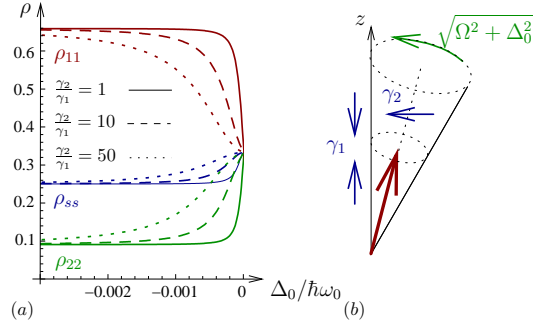 ρ
0.6
0.5
0.4
0.3
0.2
0.1
ρ₁₁
γ₂/γ₁ = 1
γ₂/γ₁ = 10
γ₂/γ₁ = 50
ρₛₛ
ρ₂₂
−0.002
−0.001
0
Δ₀/ħω₀
(a)
z
√(Ω² + Δ₀²)
γ₂
γ₁
(b)